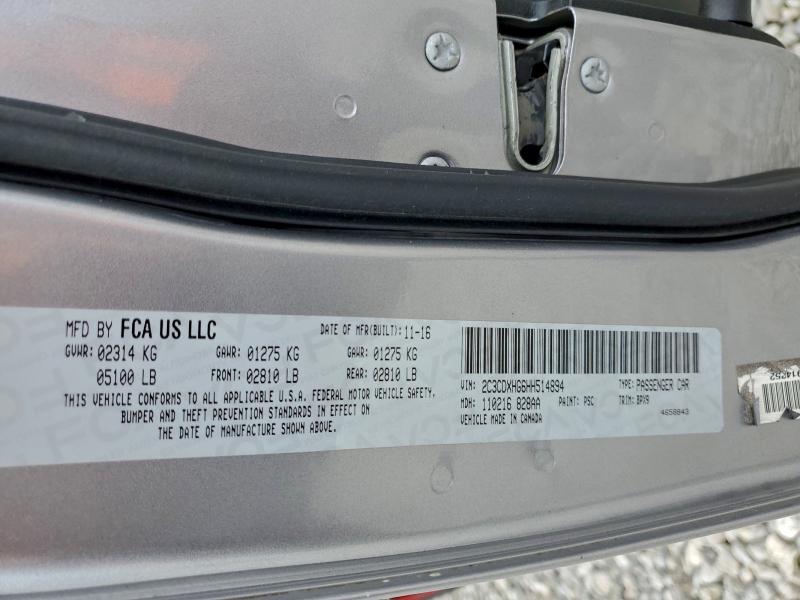 MFD BY FCA US LLC
DATE OF MFR(BUILT): 11-16
GVWR: 02314 KG GAWR: 01275 KG GAWR: 01275 KG
05100 LB FRONT: 02810 LB REAR: 02810 LB
THIS VEHICLE CONFORMS TO ALL APPLICABLE U.S.A. FEDERAL MOTOR VEHICLE SAFETY,
BUMPER AND THEFT PREVENTION STANDARDS IN EFFECT ON
THE DATE OF MANUFACTURE SHOWN ABOVE.
VIN: 2C3CDXHG6HH514894 TYPE: PASSENGER CAR
MDH: 110216 828AA PAINT: PSC TRIM: BPX9
VEHICLE MADE IN CANADA 4658843